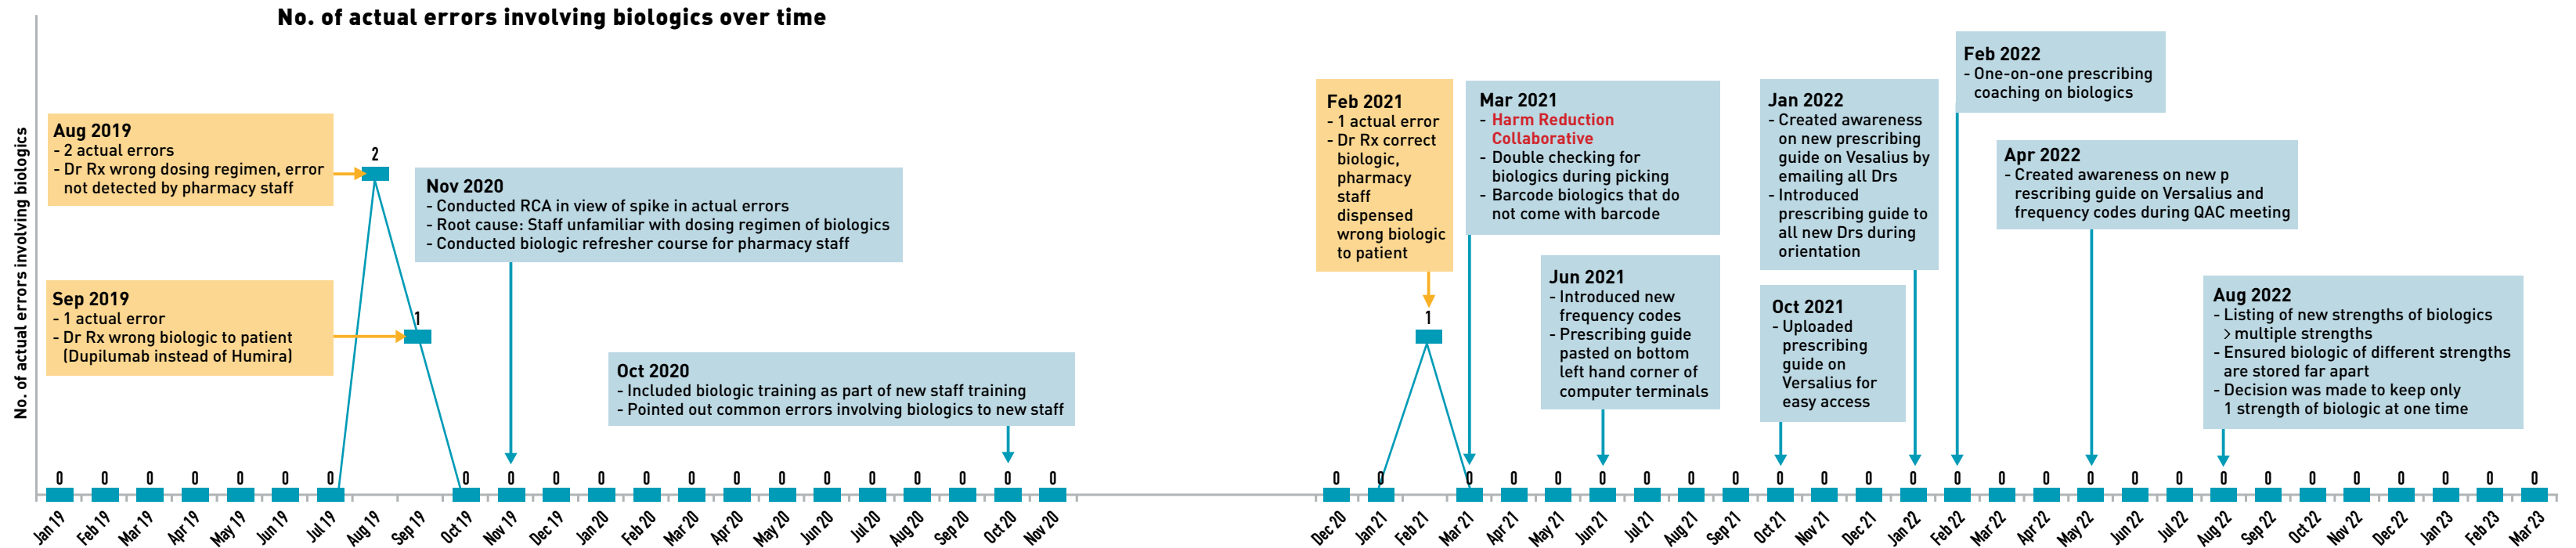 No. of actual errors involving biologics over time
No. of actual errors involving biologics
Aug 2019
- 2 actual errors
- Dr Rx wrong dosing regimen, error
not detected by pharmacy staff
Sep 2019
- 1 actual error
- Dr Rx wrong biologic to patient
(Dupilumab instead of Humira)
2
1
Nov 2020
- Conducted RCA in view of spike in actual errors
- Root cause: Staff unfamiliar with dosing regimen of biologics
- Conducted biologic refresher course for pharmacy staff
Oct 2020
- Included biologic training as part of new staff training
- Pointed out common errors involving biologics to new staff
Feb 2021
- 1 actual error
- Dr Rx correct
biologic,
pharmacy
staff
dispensed
wrong biologic
to patient
1
Mar 2021
- Harm Reduction
Collaborative
- Double checking for
biologics during picking
- Barcode biologics that do
not come with barcode
Jun 2021
- Introduced new
frequency codes
- Prescribing guide
pasted on bottom
left hand corner of
computer terminals
Jan 2022
- Created awareness
on new prescribing
guide on Vesalius by
emailing all Drs
- Introduced
prescribing guide to
all new Drs during
orientation
Oct 2021
- Uploaded
prescribing
guide on
Versalius for
easy access
Feb 2022
- One-on-one prescribing
coaching on biologics
Apr 2022
- Created awareness on new p
rescribing guide on Versalius and
frequency codes during QAC meeting
Aug 2022
- Listing of new strengths of biologics
> multiple strengths
- Ensured biologic of different strengths
are stored far apart
- Decision was made to keep only
1 strength of biologic at one time
0 0 0 0 0 0 0 0 0 0 0 0 0 0 0 0 0 0 0 0 0 0 0 0 0 0 0 0 0 0 0 0 0 0 0 0 0 0 0 0 0 0 0 0 0 0 0 0
Jan 19 Feb 19 Mar 19 Apr 19 May 19 Jun 19 Jul 19 Aug 19 Sep 19 Oct 19 Nov 19 Dec 19 Jan 20 Feb 20 Mar 20 Apr 20 May 20 Jun 20 Jul 20 Aug 20 Sep 20 Oct 20 Nov 20 Dec 20 Jan 21 Feb 21 Mar 21 Apr 21 May 21 Jun 21 Jul 21 Aug 21 Sep 21 Oct 21 Nov 21 Dec 21 Jan 22 Feb 22 Mar 22 Apr 22 May 22 Jun 22 Jul 22 Aug 22 Sep 22 Oct 22 Nov 22 Dec 22 Jan 23 Feb 23 Mar 23